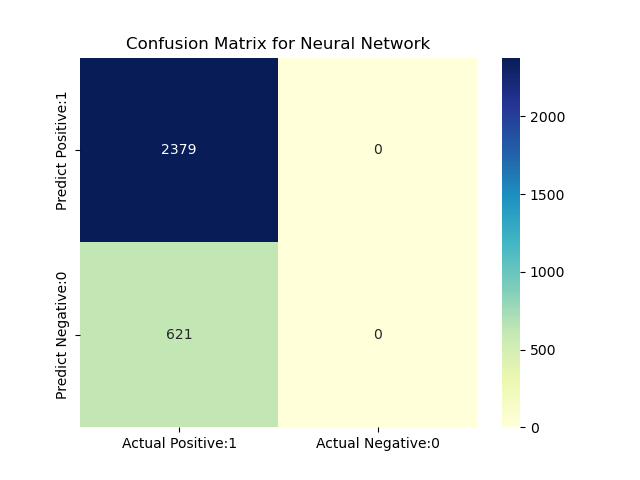 Confusion Matrix for Neural Network
Predict Positive:1
2379
0
Predict Negative:0
621
0
Actual Positive:1
Actual Negative:0
2000
1500
1000
500
0